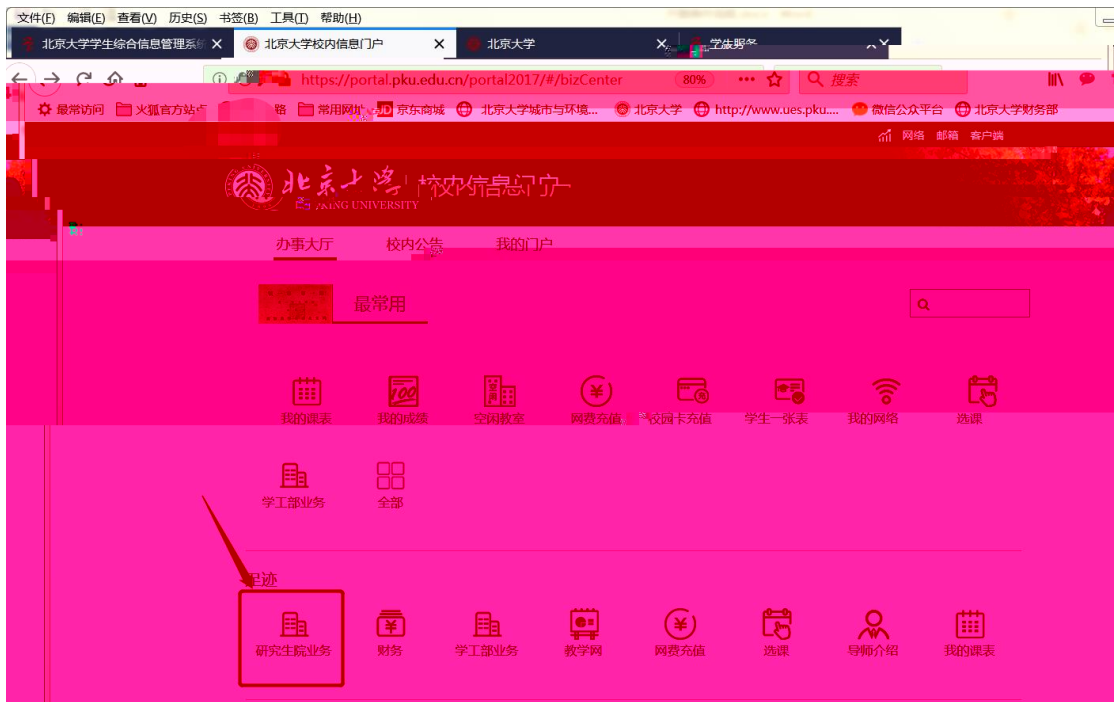 文件(F) 编辑(E) 查看(V) 历史(S) 书签(B) 工具(T) 帮助(H)
北京大学学生综合信息管理系统 北京大学校内信息门户 北京大学
https://portal.pku.edu.cn/portal2017/#/bizCenter 80% 搜索
最常访问 火狐官方站点 常用网址 JD 京东商城 北京大学城市与环境... 北京大学 http://www.ues.pku.... 微信公众平台 北京大学财务部
网络 邮箱 客户端
北京大学 校内信息门户
UNIVERSITY
办事大厅 校内公告 我的门户
最常用
我的课表 我的成绩 空闲教室 网费充值 校园卡充值 学生一张表 我的网络 选课
学工部业务 全部
足迹
研究生院业务 财务 学工部业务 教学网 网费充值 选课 导师介绍 我的课表